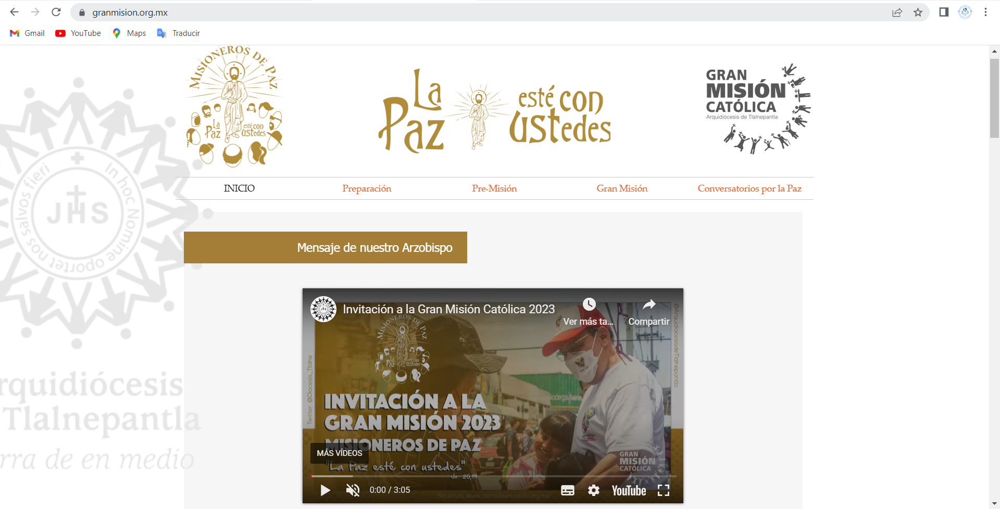 granmision.org.mx
Gmail
YouTube
Maps
Traducir
MISIONEROS DE PAZ
La Paz
esté con
ustedes
La
Paz
esté con
ustedes
GRAN
MISIÓN
CATÓLICA
Arquidiócesis de Tlalnepantla
INICIO
Preparación
Pre-Misión
Gran Misión
Conversatorios por la Paz
In hoc Nomine oportet nos salvos fieri
JHS
rquidiócesis
Tlalnepantla
rra de en medio
Mensaje de nuestro Arzobispo
JHS
Invitación a la Gran Misión Católica 2023
Ver más ta...
Compartir
MISIONEROS DE PAZ
La Paz
esté con
ustedes
@ArquidiocesisdeTlalnepantla
Twitter: @Diocesis_Tlalne
INVITACIÓN A LA
GRAN MISIÓN 2023
MISIONEROS DE PAZ
"La Paz esté con ustedes"
Jn 20,19
MÁS VÍDEOS
GRAN
MISIÓN
CATÓLICA
0:00 / 3:05
YouTube
Síguenos: www.tierradeenmedio.org.mx